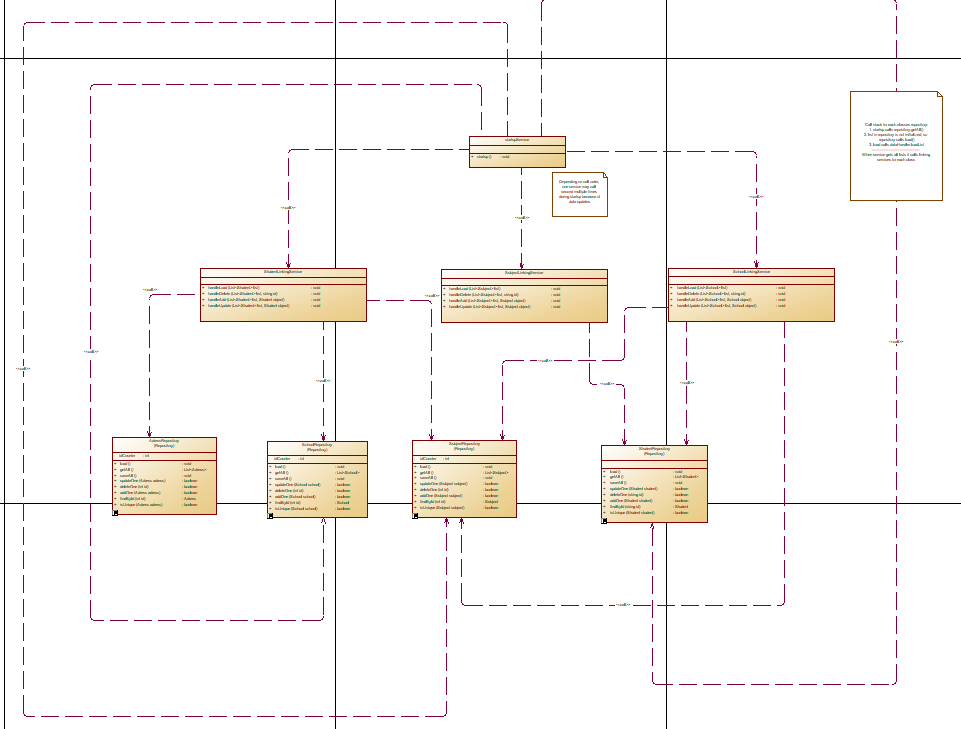 startupService
+ startup () : void
Depending on call order,
one service may call
second multiple times
during startup because of
data updates.
Call stack for each classes repository:
1. startup calls repository.getAll()
2. list in repository is not initialized, so
repository calls load()
3. load calls dataHandler.loadList
When service gets all lists it calls linking
services for each class.
<<call>>
<<call>>
<<call>>
StudentLinkingService
+ handleLoad (List<Student> list) : void
+ handleDelete (List<Student> list, string id) : void
+ handleAdd (List<Student> list, Student object) : void
+ handleUpdate (List<Student> list, Student object) : void
SubjectLinkingService
+ handleLoad (List<Subject> list) : void
+ handleDelete (List<Subject> list, string id) : void
+ handleAdd (List<Subject> list, Subject object) : void
+ handleUpdate (List<Subject> list, Subject object) : void
SchoolLinkingService
+ handleLoad (List<School> list) : void
+ handleDelete (List<School> list, string id) : void
+ handleAdd (List<School> list, School object) : void
+ handleUpdate (List<School> list, School object) : void
<<call>>
<<call>>
<<call>>
<<call>>
<<call>>
<<call>>
<<call>>
<<call>>
<<call>>
<<call>>
AdressRepository
(Repository)
- idCounter : int
+ load () : void
+ getAll () : List<Adress>
+ saveAll () : void
+ updateOne (Adress adress) : boolean
+ deleteOne (int id) : boolean
+ addOne (Adress adress) : boolean
+ findById (int id) : Adress
+ isUnique (Adress adress) : boolean
SchoolRepository
(Repository)
- idCounter : int
+ load () : void
+ getAll () : List<School>
+ saveAll () : void
+ updateOne (School school) : boolean
+ deleteOne (int id) : boolean
+ addOne (School school) : boolean
+ findById (int id) : School
+ isUnique (School school) : boolean
SubjectRepository
(Repository)
- idCounter : int
+ load () : void
+ getAll () : List<Subject>
+ saveAll () : void
+ updateOne (Subject subject) : boolean
+ deleteOne (int id) : boolean
+ addOne (Subject subject) : boolean
+ findById (int id) : Subject
+ isUnique (Subject subject) : boolean
StudentRepository
(Repository)
+ load () : void
+ getAll () : List<Student>
+ saveAll () : void
+ updateOne (Student student) : boolean
+ deleteOne (string id) : boolean
+ addOne (Student student) : boolean
+ findById (string id) : Student
+ isUnique (Student student) : boolean
<<call>>